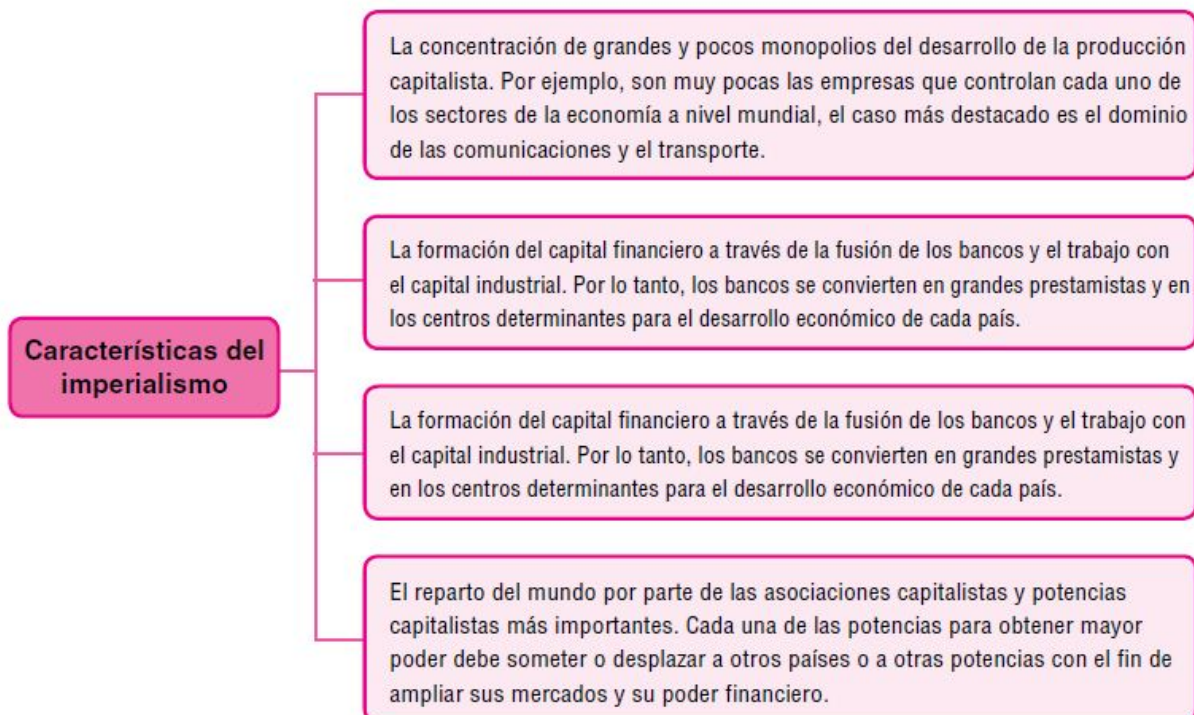 La concentración de grandes y pocos monopolios del desarrollo de la producción
capitalista. Por ejemplo, son muy pocas las empresas que controlan cada uno de
los sectores de la economía a nivel mundial, el caso más destacado es el dominio
de las comunicaciones y el transporte.
La formación del capital financiero a través de la fusión de los bancos y el trabajo con
el capital industrial. Por lo tanto, los bancos se convierten en grandes prestamistas y en
los centros determinantes para el desarrollo económico de cada país.
Características del
imperialismo
La formación del capital financiero a través de la fusión de los bancos y el trabajo con
el capital industrial. Por lo tanto, los bancos se convierten en grandes prestamistas y
en los centros determinantes para el desarrollo económico de cada país.
El reparto del mundo por parte de las asociaciones capitalistas y potencias
capitalistas más importantes. Cada una de las potencias para obtener mayor
poder debe someter o desplazar a otros países o a otras potencias con el fin de
ampliar sus mercados y su poder financiero.